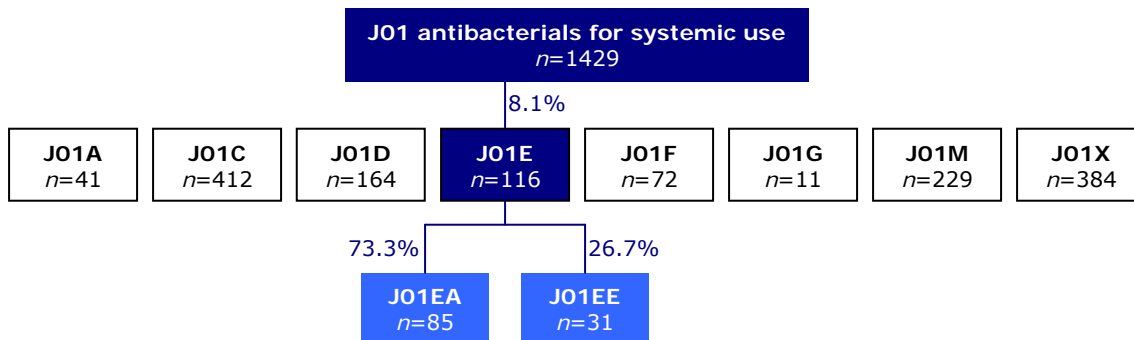 J01 antibacterials for systemic use
n=1429
8.1%
J01A
n=41
J01C
n=412
J01D
n=164
J01E
n=116
J01F
n=72
J01G
n=11
J01M
n=229
J01X
n=384
73.3%
26.7%
J01EA
n=85
J01EE
n=31